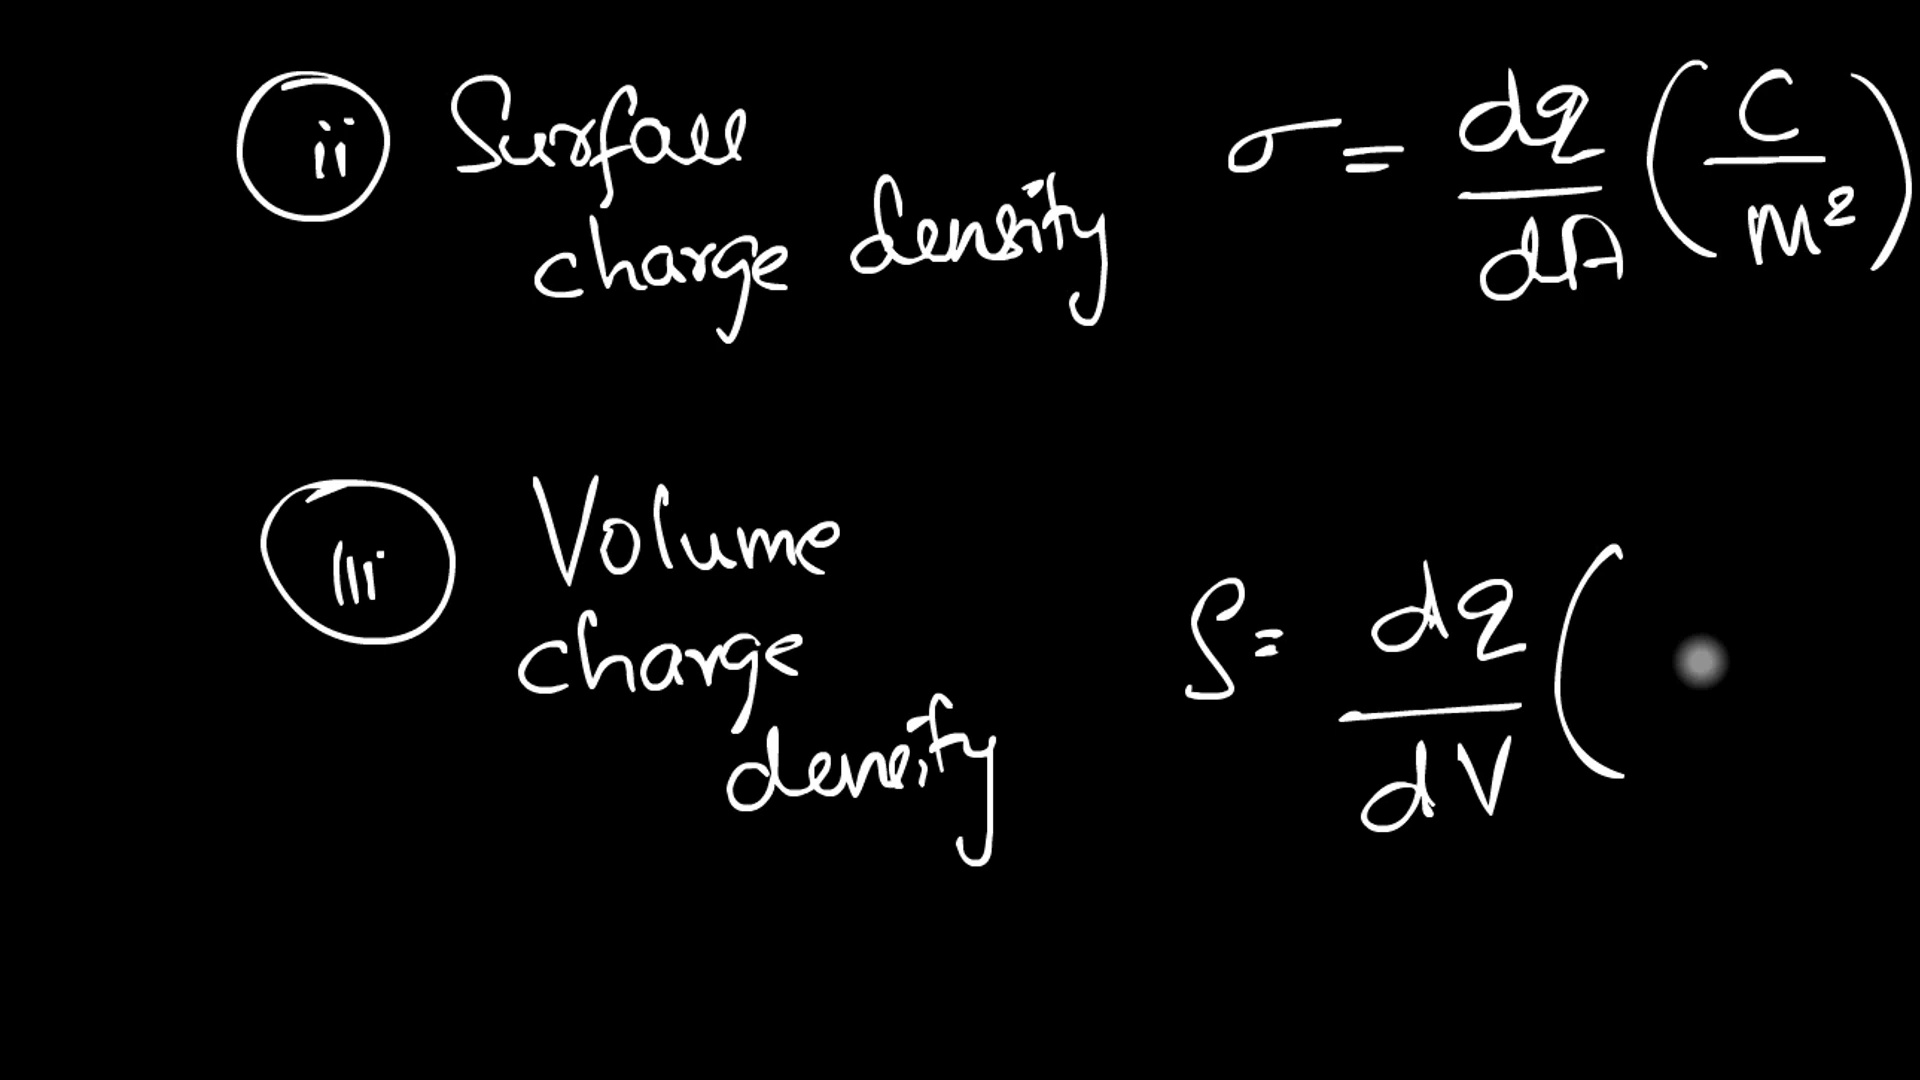 ii Surface σ = dq/dA (C/m²)
charge density
iii Volume
charge ρ = dq/dV (
density